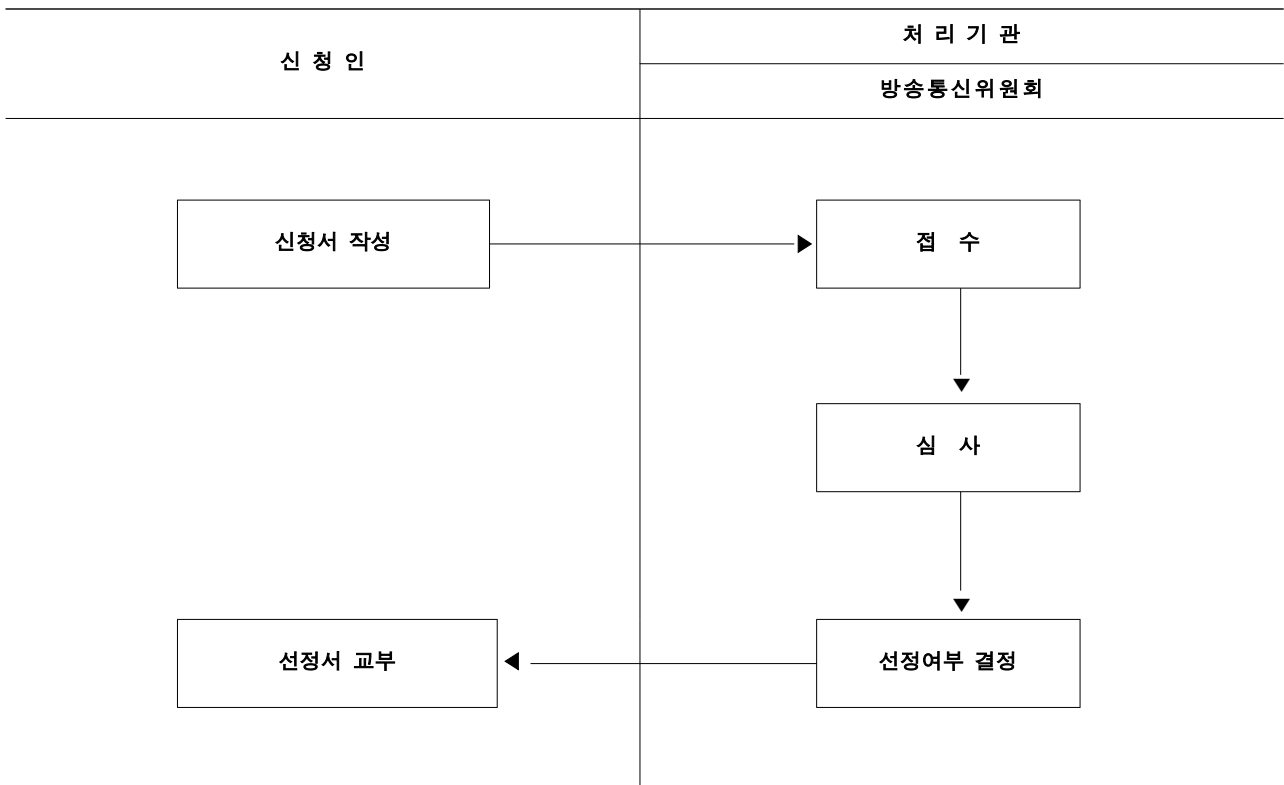 신 청 인
처 리 기 관
방송통신위원회
신청서 작성
접 수
심 사
선정서 교부
선정여부 결정